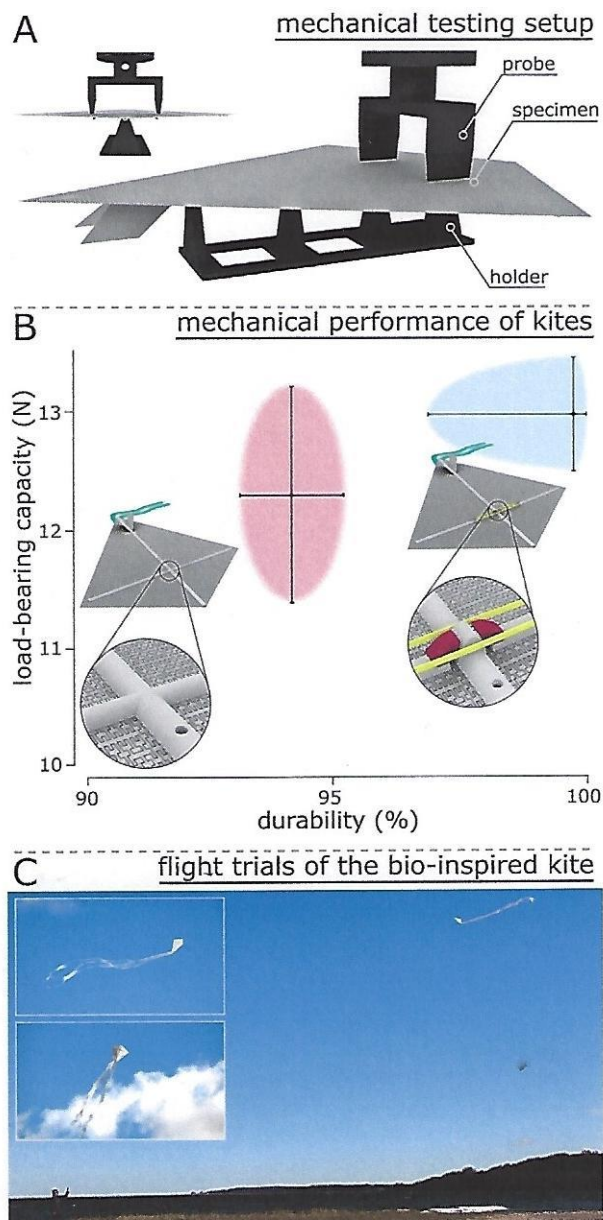 A
mechanical testing setup
probe
specimen
holder
B
mechanical performance of kites
load-bearing capacity (N)
13
12
11
10
90
95
100
durability (%)
C
flight trials of the bio-inspired kite